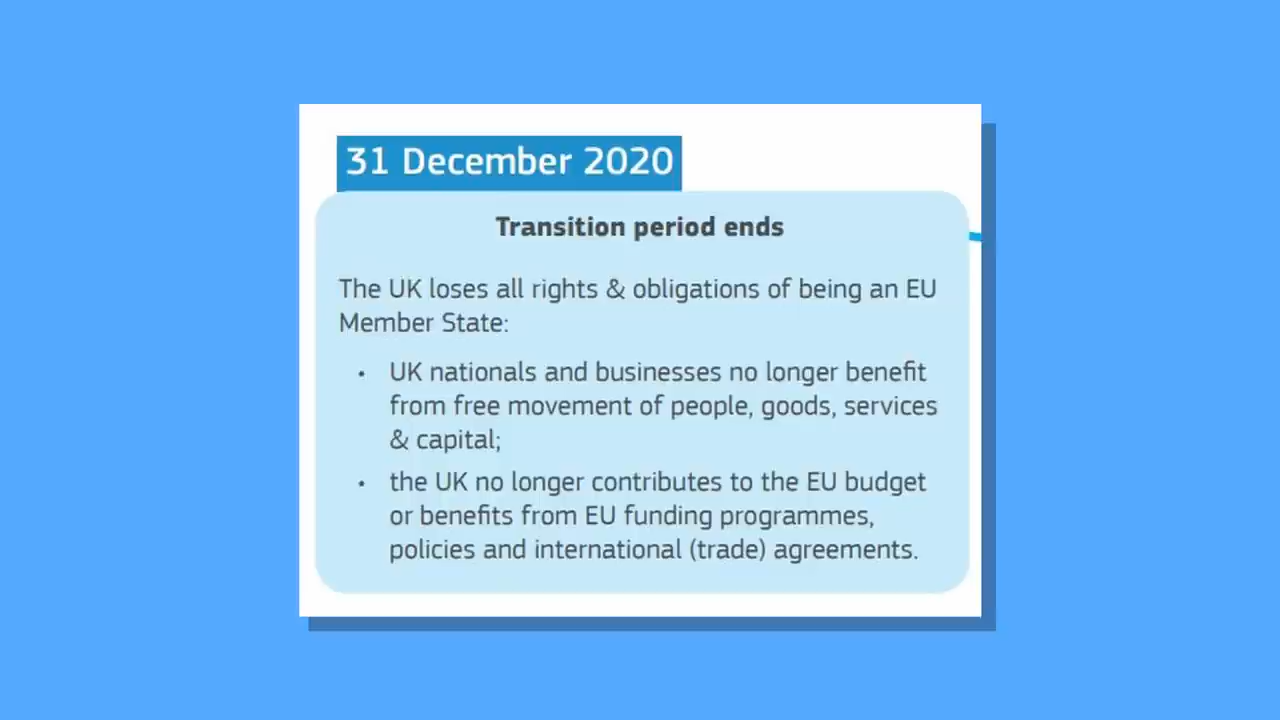 31 December 2020
Transition period ends
The UK loses all rights & obligations of being an EU
Member State:
• UK nationals and businesses no longer benefit
from free movement of people, goods, services
& capital;
• the UK no longer contributes to the EU budget
or benefits from EU funding programmes,
policies and international (trade) agreements.